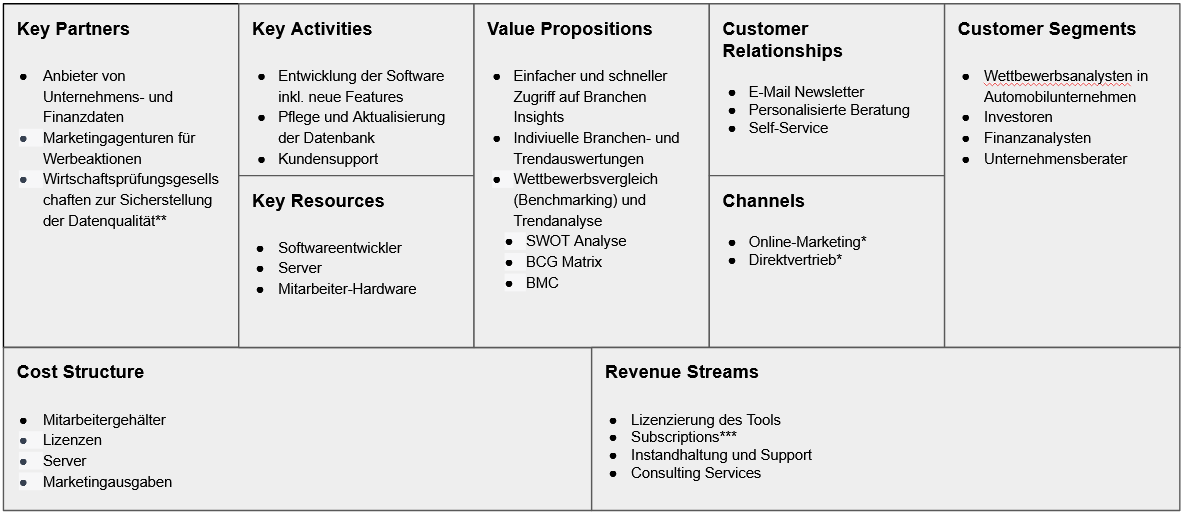 Key Partners
● Anbieter von
Unternehmens- und
Finanzdaten
● Marketingagenturen für
Werbeaktionen
● Wirtschaftsprüfungsgesells
chaften zur Sicherstellung
der Datenqualität**
Key Activities
● Entwicklung der Software
inkl. neue Features
● Pflege und Aktualisierung
der Datenbank
● Kundensupport
Key Resources
● Softwareentwickler
● Server
● Mitarbeiter-Hardware
Value Propositions
● Einfacher und schneller
Zugriff auf Branchen
Insights
● Indiviuelle Branchen- und
Trendauswertungen
● Wettbewerbsvergleich
(Benchmarking) und
Trendanalyse
● SWOT Analyse
● BCG Matrix
● BMC
Customer
Relationships
● E-Mail Newsletter
● Personalisierte Beratung
● Self-Service
Channels
● Online-Marketing*
● Direktvertrieb*
Customer Segments
● Wettbewerbsanalysten in
Automobilunternehmen
● Investoren
● Finanzanalysten
● Unternehmensberater
Cost Structure
● Mitarbeitergehälter
● Lizenzen
● Server
● Marketingausgaben
Revenue Streams
● Lizenzierung des Tools
● Subscriptions***
● Instandhaltung und Support
● Consulting Services